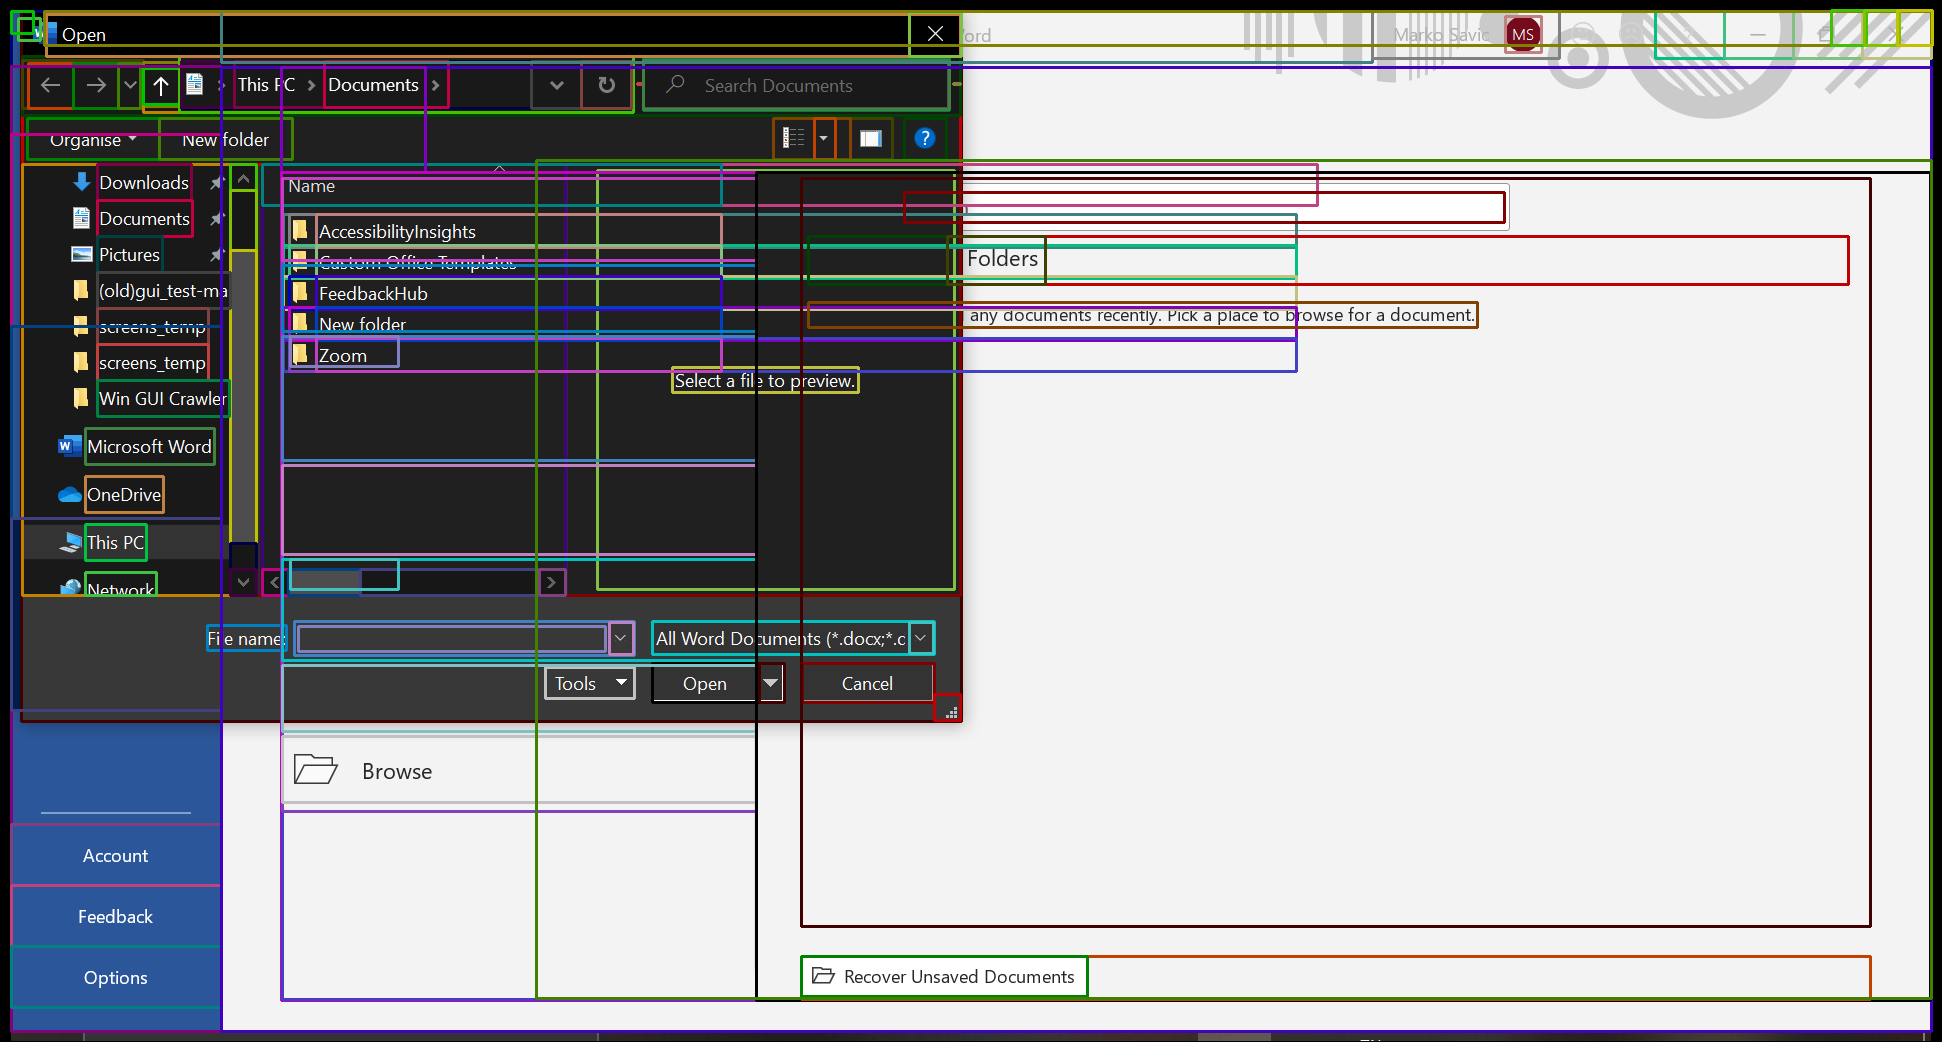 Open
Word
Marko Savic
MS
This PC
Documents
Search Documents
Organise
New folder
Downloads
Documents
Pictures
(old)gui_test-ma
screens_temp
screens_temp
Win GUI Crawler
Microsoft Word
OneDrive
This PC
Network
Name
AccessibilityInsights
Custom Office Templates
FeedbackHub
New folder
Zoom
Select a file to preview.
Folders
any documents recently. Pick a place to browse for a document.
File name:
All Word Documents (*.docx;*.c
Tools
Open
Cancel
Browse
Account
Feedback
Options
Recover Unsaved Documents